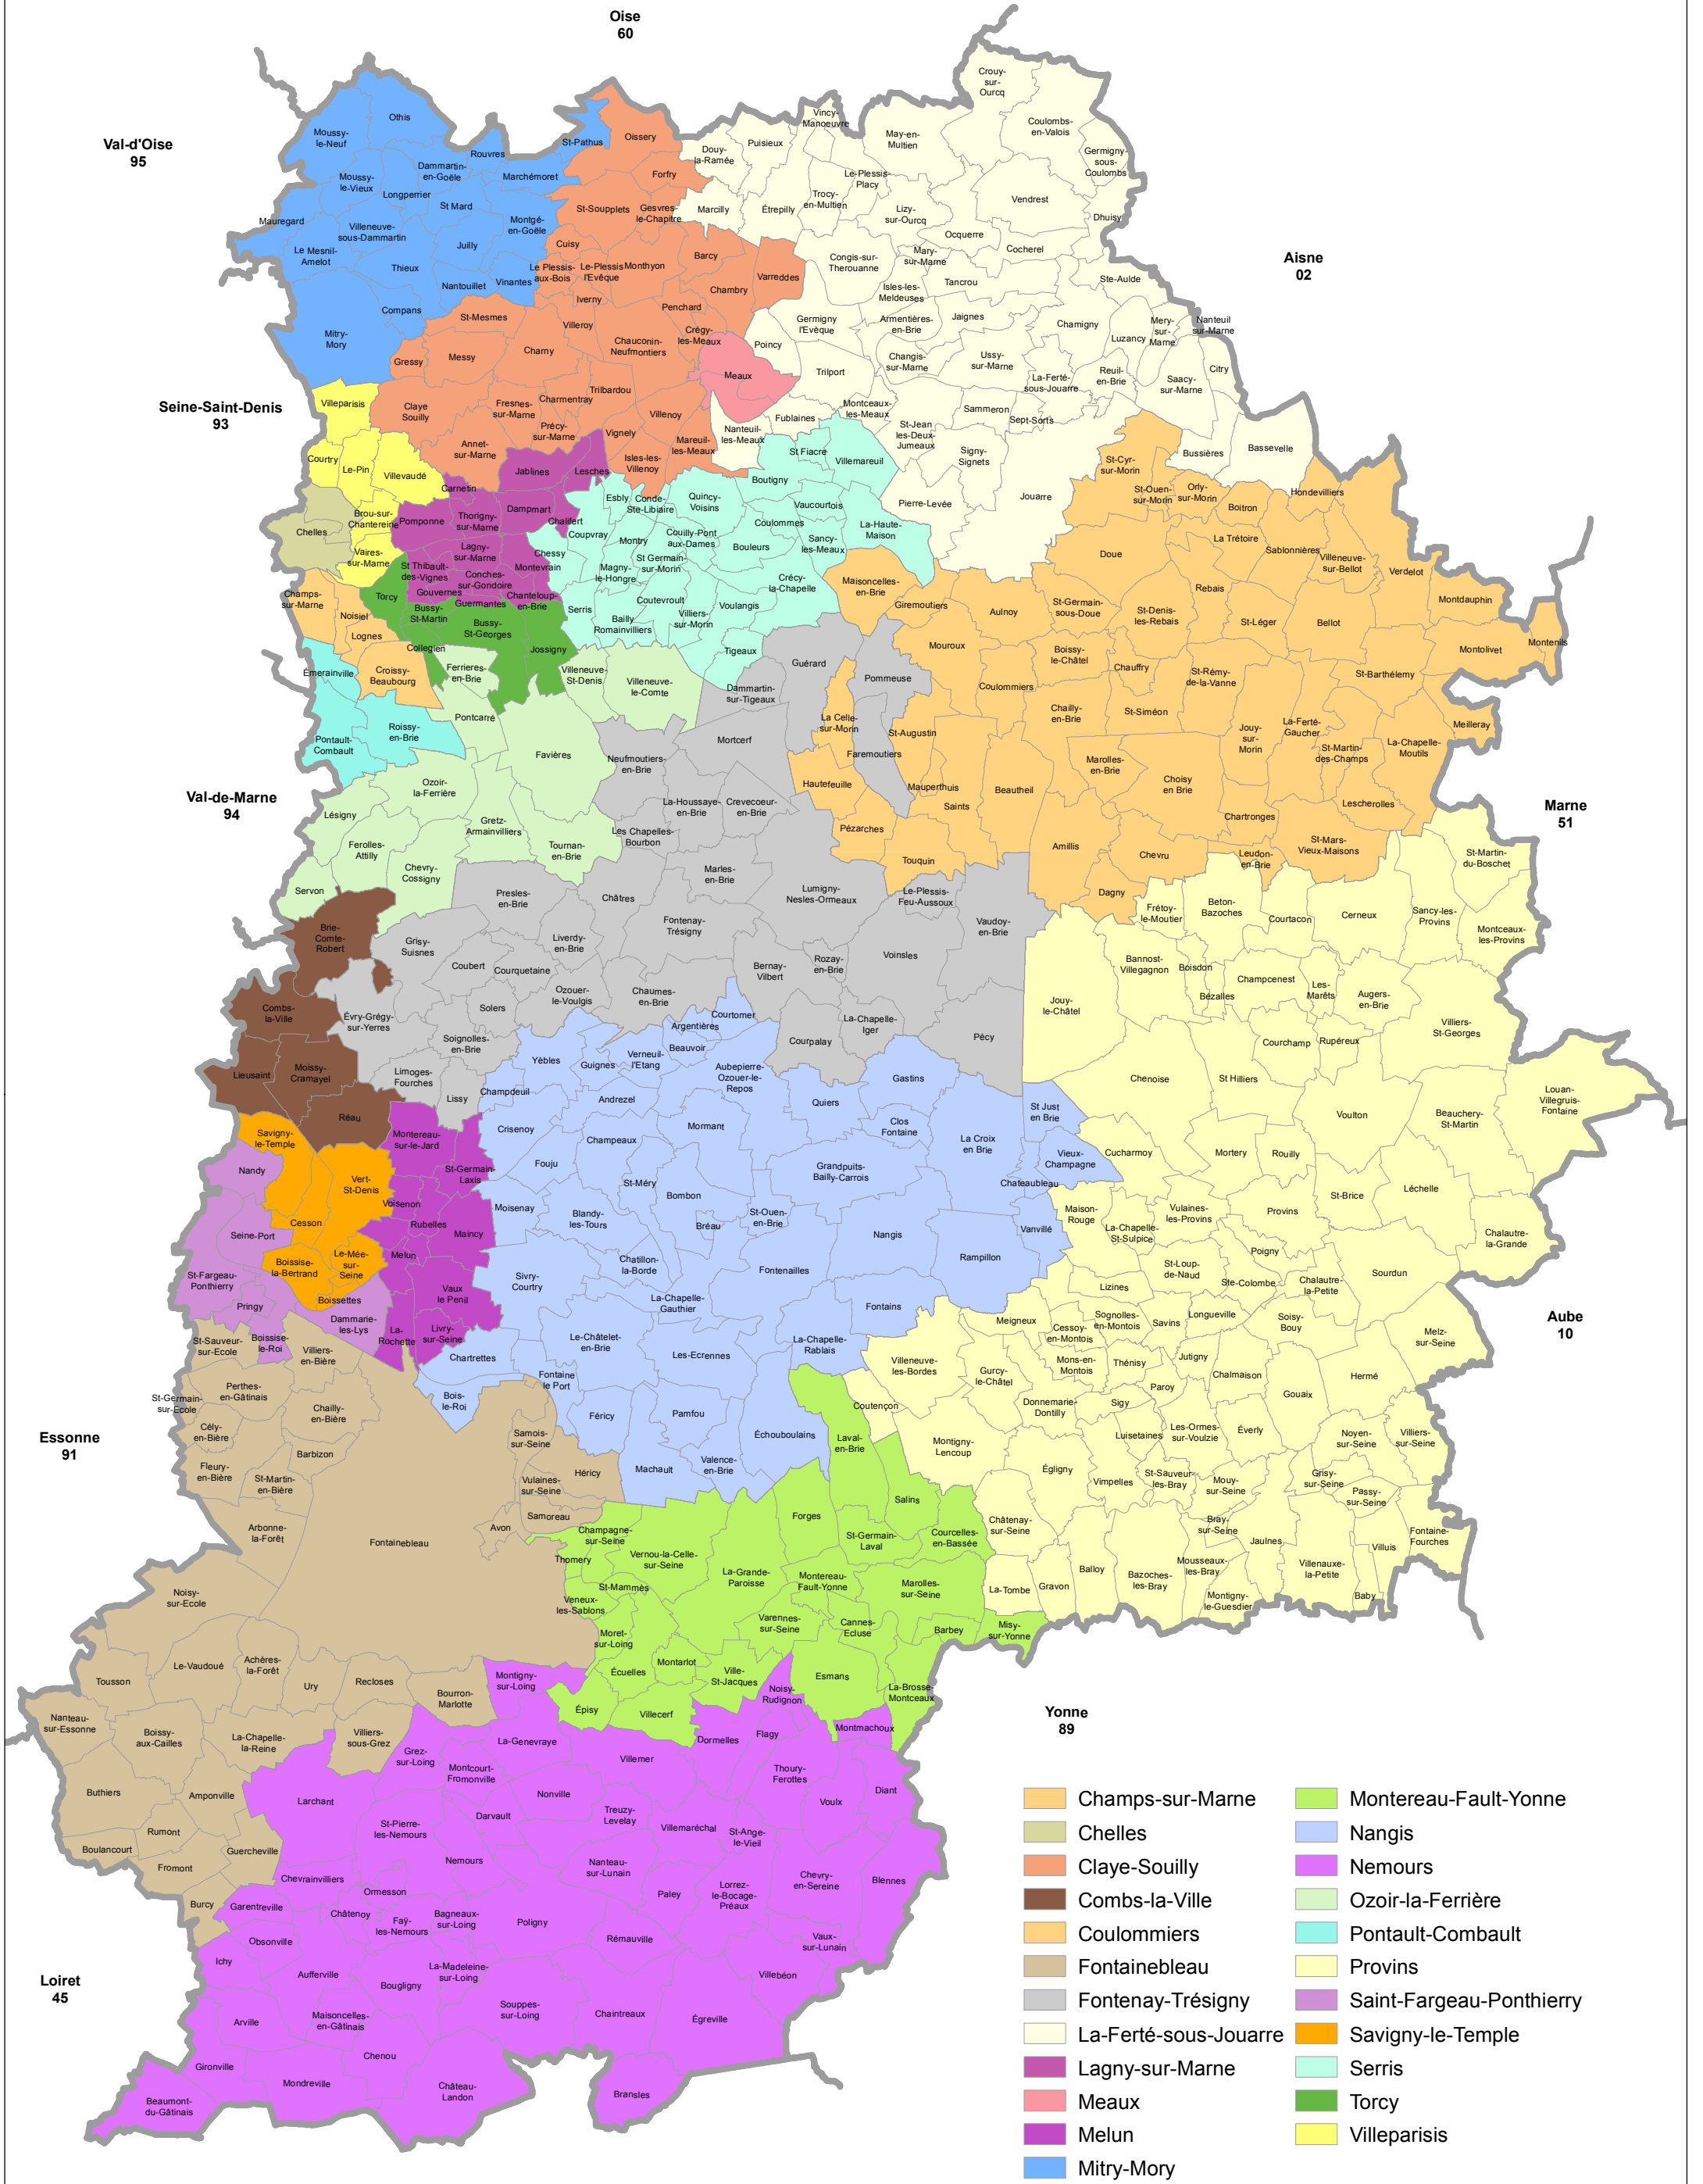 Oise
60
Val-d'Oise
95
Seine-Saint-Denis
93
Val-de-Marne
94
Essonne
91
Loiret
45
Yonne
89
Aube
10
Marne
51
Aisne
02
Crouy-
sur-
Ourcq
Coulombs-
en-Valois
Germigny-
sous-
Coulombs
Vincy-
Manoeuvre
May-en-
Multien
Puisieux
Douy-
la-Ramée
Le-Plessis-
Placy
Vendrest
Dhuisy
Trocy-
en-Multien
Étrepilly
Marcilly
Lizy-
sur-Ourcq
Ocquerre
Cocherel
Mary-
sur-Marne
Congis-sur-
Therouanne
Isles-les-
Meldeuses
Tancrou
Ste-Aulde
Germigny
l'Evêque
Armentières-
en-Brie
Jaignes
Chamigny
Mery-
sur-
Marne
Nanteuil
sur-Marne
Luzancy
Poincy
Trilport
Changis-
sur-Marne
Ussy-
sur-Marne
La-Ferté-
sous-Jouarre
Reuil-
en-Brie
Saacy-
sur-Marne
Citry
Montceaux-
les-Meaux
Fublaines
Nanteuil-
les-Meaux
St-Jean
les-Deux-
Jumeaux
Sammeron
Sept-Sorts
Signy-
Signets
Bussières
Bassevelle
Pierre-Levée
Jouarre
Othis
Moussy-
le-Neuf
Rouvres
St-Pathus
Dammartin-
en-Goële
Marchémoret
Moussy-
le-Vieux
Longperrier
St Mard
Montgé-
en-Goële
Mauregard
Villeneuve-
sous-Dammartin
Le Mesnil-
Amelot
Juilly
Thieux
Nantouillet
Vinantes
Compans
Mitry-
Mory
Oissery
Forfry
St-Soupplets
Gesvres-
le-Chapitre
Cuisy
Barcy
Le Plessis-
aux-Bois
Le-Plessis
l'Evêque
Monthyon
Varreddes
Chambry
Iverny
Penchard
St-Mesmes
Villeroy
Crégy-
les-Meaux
Chauconin-
Neufmontiers
Charny
Messy
Gressy
Meaux
Trilbardou
Charmentray
Fresnes-
sur-Marne
Claye
Souilly
Villenoy
Précy-
sur-Marne
Vignely
Mareuil-
les-Meaux
Annet-
sur-Marne
Isles-les-
Villenoy
Villeparisis
Courtry
Le-Pin
Villevaudé
Brou-sur-
Chantereine
Vaires-
sur-Marne
Chelles
Jablines
Lesches
Carnetin
Pomponne
Thorigny-
sur-Marne
Dampmart
Chalifert
Lagny-
sur-Marne
St Thibault-
des-Vignes
Conches-
sur-Gondoire
Montevrain
Gouvernes
Guermantes
Chanteloup-
en-Brie
Torcy
Bussy-
St-Martin
Bussy-
St-Georges
Jossigny
Collegien
Champs-
sur-Marne
Noisiel
Lognes
Croissy-
Beaubourg
Émerainville
Roissy-
en-Brie
Pontault-
Combault
St Fiacre
Villemareuil
Boutigny
Esbly
Conde-
Ste-Libiaire
Quincy-
Voisins
Vaucourtois
Coulommes
La-Haute-
Maison
Sancy-
les-Meaux
Coupvray
Montry
Couilly-Pont
aux-Dames
Bouleurs
Chessy
St Germain-
sur-Morin
Magny-
le-Hongre
Crécy-
la-Chapelle
Coutevroult
Voulangis
Villiers-
sur-Morin
Serris
Bailly
Romainvilliers
Tigeaux
Ferrieres-
en-Brie
Villeneuve-
St-Denis
Villeneuve-
le-Comte
Pontcarré
Favières
Ozoir-
la-Ferrière
Lésigny
Gretz-
Armainvilliers
Tournan-
en-Brie
Ferolles-
Attilly
Chevry-
Cossigny
Servon
St-Cyr-
sur-Morin
St-Ouen-
sur-Morin
Orly-
sur-Morin
Boitron
Hondevilliers
La Trétoire
Sablonnières
Villeneuve-
sur-Bellot
Verdelot
Doue
Rebais
Montdauphin
Maisoncelles-
en-Brie
Giremoutiers
Aulnoy
St-Germain-
sous-Doue
St-Denis-
les-Rebais
St-Léger
Bellot
Montolivet
Montenils
Mouroux
Boissy-
le-Châtel
Chauffry
St-Rémy-
de-la-Vanne
St-Barthélemy
Coulommiers
Chailly-
en-Brie
St-Siméon
Jouy-
sur-
Morin
La-Ferté-
Gaucher
St-Martin-
des-Champs
La-Chapelle-
Moutils
Meilleray
La Celle-
sur-Morin
St-Augustin
Marolles-
en-Brie
Choisy
en Brie
Hautefeuille
Mauperthuis
Saints
Beautheil
Lescherolles
Chartronges
Pézarches
Touquin
Amillis
Chevru
Leudon-
en-Brie
St-Mars-
Vieux-Maisons
Dagny
Guérard
Pommeuse
Dammartin-
sur-Tigeaux
Mortcerf
Faremoutiers
Neufmoutiers-
en-Brie
La-Houssaye-
en-Brie
Crevecoeur-
en-Brie
Les Chapelles-
Bourbon
Marles-
en-Brie
Presles-
en-Brie
Châtres
Lumigny-
Nesles-Ormeaux
Le-Plessis-
Feu-Aussoux
Vaudoy-
en-Brie
Fontenay-
Trésigny
Liverdy-
en-Brie
Grisy-
Suisnes
Coubert
Courquetaine
Voinsles
Rozay-
en-Brie
Bernay-
Vilbert
Ozouer-
le-Voulgis
Chaumes-
en-Brie
Solers
Évry-Grégy-
sur-Yerres
Soignolles-
en-Brie
La-Chapelle-
Iger
Courpalay
Pécy
Limoges-
Fourches
Lissy
Brie-
Comte-
Robert
Combs-
la-Ville
Lieusaint
Moissy-
Cramayel
Réau
Savigny-
le-Temple
Vert-
St-Denis
Cesson
Boissise-
la-Bertrand
Le-Mée-
sur-
Seine
Boissettes
Nandy
Seine-Port
St-Fargeau-
Ponthierry
Pringy
Dammarie-
les-Lys
Boissise-
le-Roi
Montereau-
sur-le-Jard
St-Germain-
Laxis
Voisenon
Rubelles
Maincy
Melun
Vaux
le Penil
La-
Rochette
Livry-
sur-Seine
Courtomer
Argentières
Beauvoir
Yèbles
Guignes
Verneuil-
l'Etang
Aubepierre-
Ozouer-le-
Repos
Champdeuil
Andrezel
Gastins
Quiers
Crisenoy
Champeaux
Mormant
Clos
Fontaine
La Croix
en Brie
St Just
en Brie
Vieux-
Champagne
Chateaubleau
Fouju
St-Méry
Bombon
Grandpuits-
Bailly-Carrois
Moisenay
Blandy-
les-Tours
Bréau
St-Ouen-
en-Brie
Nangis
Vanvillé
Rampillon
Chatillon-
la-Borde
Fontenailles
Sivry-
Courtry
La-Chapelle-
Gauthier
Fontains
Le-Châtelet-
en-Brie
Les-Ecrennes
La-Chapelle-
Rablais
Chartrettes
Fontaine
le Port
Bois-
le-Roi
Féricy
Pamfou
Échouboulains
Machault
Valence-
en-Brie
St-Martin-
du-Boschet
Frétoy-
le-Moutier
Beton-
Bazoches
Courtacon
Cerneux
Sancy-les-
Provins
Montceaux-
les-Provins
Bannost-
Villegagnon
Boisdon
Bézalles
Champcenest
Les-
Marêts
Augers-
en-Brie
Jouy-
le-Châtel
Villiers-
St-Georges
Courchamp
Rupéreux
Chenoise
St Hilliers
Voulton
Beauchery-
St-Martin
Louan-
Villegruis-
Fontaine
Cucharmoy
Mortery
Rouilly
St-Brice
Léchelle
Maison-
Rouge
La-Chapelle-
St-Sulpice
Vulaines-
les-Provins
Provins
Chalautre-
la-Grande
Poigny
St-Loup-
de-Naud
Ste-Colombe
Chalautre-
la-Petite
Sourdun
Lizines
Meigneux
Cessoy-
en-Montois
Sognolles-
en-Montois
Savins
Longueville
Soisy-
Bouy
Melz-
sur-Seine
Villeneuve-
les-Bordes
Gurcy-
le-Châtel
Mons-en-
Montois
Thénisy
Jutigny
Chalmaison
Hermé
Gouaix
Paroy
Sigy
Donnemarie-
Dontilly
Coutençon
Luisetaines
Les-Ormes-
sur-Voulzie
Éverly
Noyen-
sur-Seine
Villiers-
sur-Seine
Montigny-
Lencoup
Égligny
Vimpelles
St-Sauveur-
les-Bray
Mouy-
sur-Seine
Grisy-
sur-Seine
Passy-
sur-Seine
Châtenay-
sur-Seine
Bray-
sur-Seine
Jaulnes
Fontaine-
Fourches
Villuis
Villenauxe-
la-Petite
La-Tombe
Gravon
Balloy
Bazoches-
les-Bray
Mousseaux-
les-Bray
Montigny-
le-Guesdier
Baby
St-Sauveur-
sur-Ecole
Villiers-
en-Bière
Perthes-
en-Gâtinais
St-Germain-
sur-Ecole
Chailly-
en-Bière
Cély-
en-Bière
Barbizon
Fleury-
en-Bière
St-Martin-
en-Bière
Samois-
sur-Seine
Héricy
Vulaines-
sur-Seine
Samoreau
Avon
Arbonne-
la-Forêt
Fontainebleau
Noisy-
sur-Ecole
Le-Vaudoué
Achères-
la-Forêt
Tousson
Ury
Recloses
Bourron-
Marlotte
Nanteau-
sur-Essonne
Boissy-
aux-Cailles
La-Chapelle-
la-Reine
Villiers-
sous-Grez
Buthiers
Amponville
Rumont
Boulancourt
Fromont
Guercheville
Burcy
Laval-
en-Brie
Salins
Forges
St-Germain-
Laval
Courcelles-
en-Bassée
Champagne-
sur-Seine
Thomery
Vernou-la-Celle-
sur-Seine
La-Grande-
Paroisse
Montereau-
Fault-Yonne
Marolles-
sur-Seine
St-Mammès
Veneux-
les-Sablons
Moret-
sur-Loing
Varennes-
sur-Seine
Cannes-
Ecluse
Barbey
Misy-
sur-Yonne
Écuelles
Montarlot
Ville-
St-Jacques
Esmans
La-Brosse-
Montceaux
Épisy
Villecerf
Montigny-
sur-Loing
Noisy-
Rudignon
Flagy
Dormelles
Montmachoux
La-Genevraye
Villemer
Grez-
sur-Loing
Montcourt-
Fromonville
Thoury-
Ferottes
Diant
Larchant
Nonville
Voulx
Darvault
Treuzy-
Levelay
St-Pierre-
les-Nemours
Villemaréchal
St-Ange-
le-Vieil
Nemours
Nanteau-
sur-Lunain
Chevry-
en-Sereine
Blennes
Chevrainvilliers
Ormesson
Paley
Lorrez-
le-Bocage-
Préaux
Garentreville
Châtenoy
Faÿ-
les-Nemours
Bagneaux-
sur-Loing
Poligny
Rémauville
Vaux-
sur-Lunain
Obsonville
Ichy
Aufferville
Bougligny
La-Madeleine-
sur-Loing
Villebéon
Arville
Maisoncelles-
en-Gâtinais
Souppes-
sur-Loing
Chaintreaux
Égreville
Gironville
Chenou
Mondreville
Château-
Landon
Beaumont-
du-Gâtinais
Bransles
Champs-sur-Marne
Chelles
Claye-Souilly
Combs-la-Ville
Coulommiers
Fontainebleau
Fontenay-Trésigny
La-Ferté-sous-Jouarre
Lagny-sur-Marne
Meaux
Melun
Mitry-Mory
Montereau-Fault-Yonne
Nangis
Nemours
Ozoir-la-Ferrière
Pontault-Combault
Provins
Saint-Fargeau-Ponthierry
Savigny-le-Temple
Serris
Torcy
Villeparisis